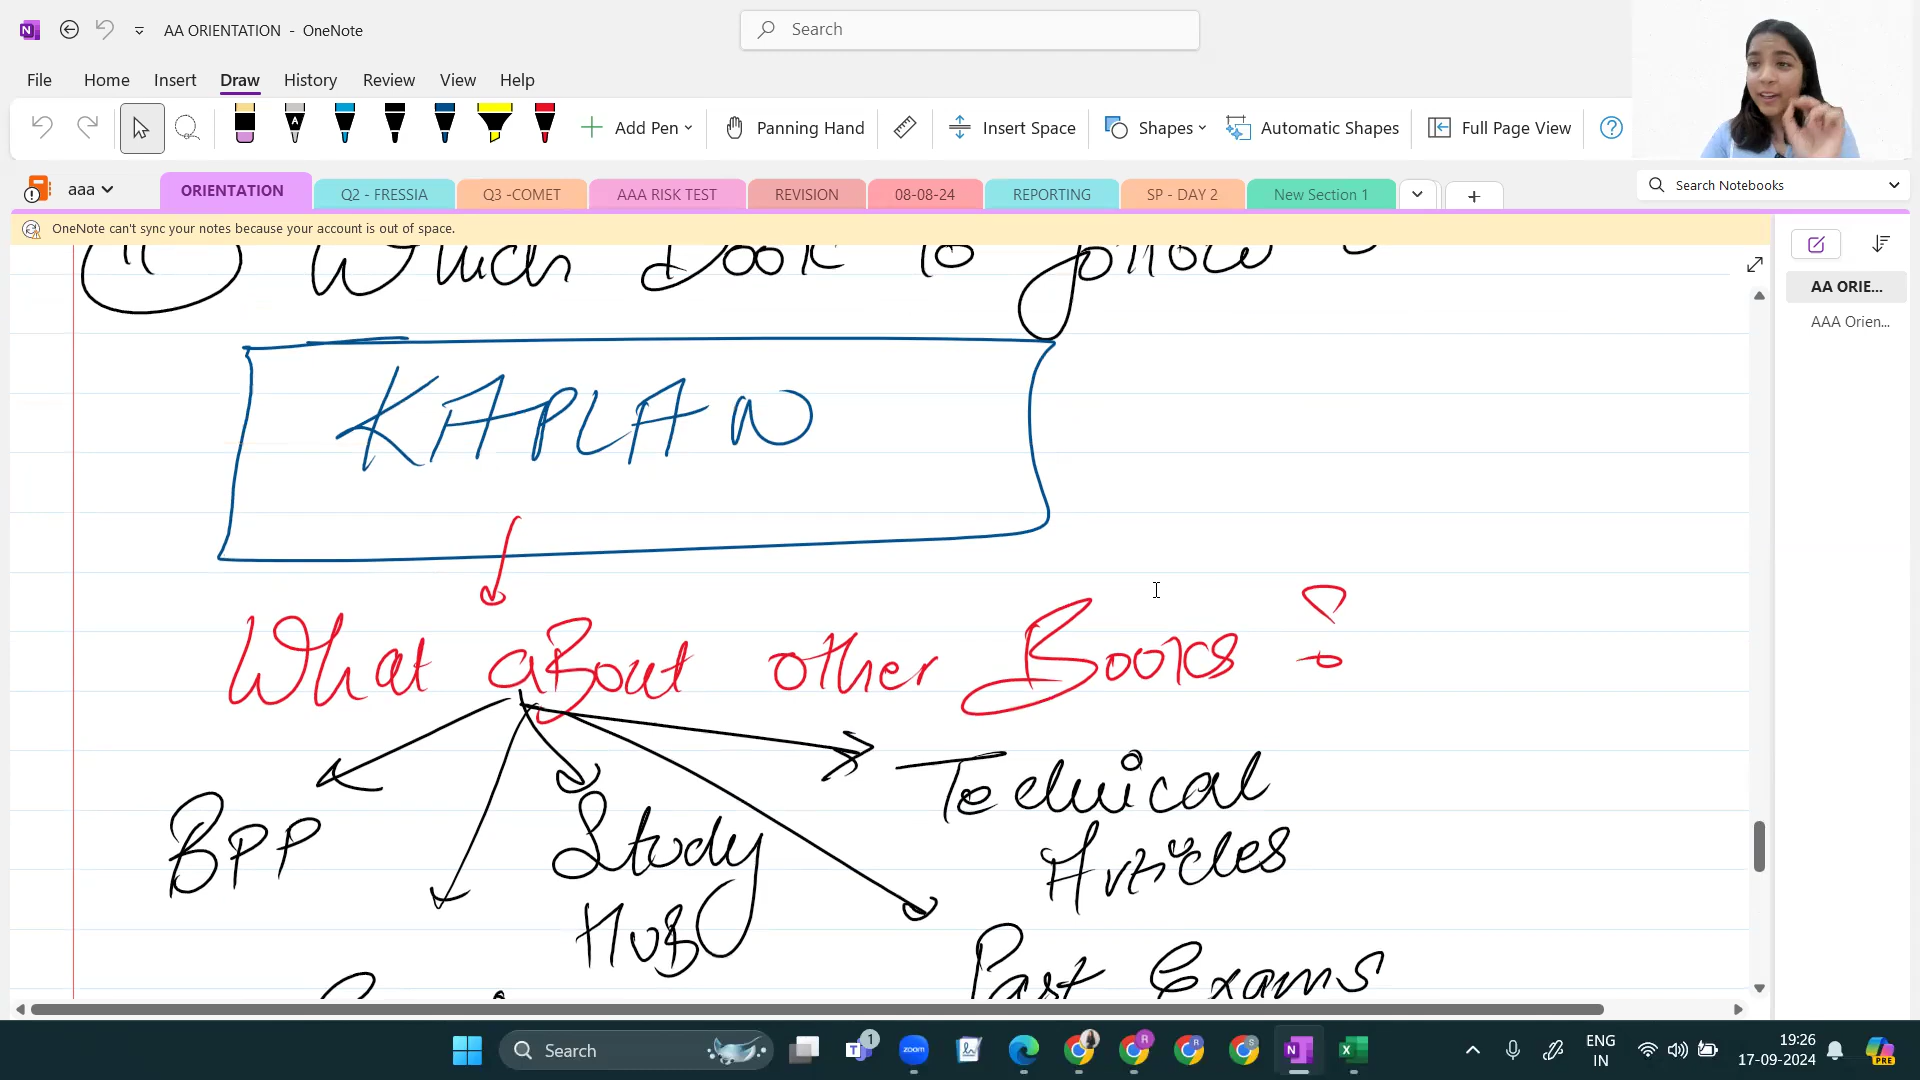 AA ORIENTATION - OneNote
Search
File Home Insert Draw History Review View Help
Add Pen Panning Hand Insert Space Shapes Automatic Shapes Full Page View
aaa ORIENTATION Q2 - FRESSIA Q3 -COMET AAA RISK TEST REVISION 08-08-24 REPORTING SP - DAY 2 New Section 1
Search Notebooks
OneNote can't sync your notes because your account is out of space.
AA ORIE...
AAA Orien...
Which book to follow ?
KAPLAN
What aBout other Books ?
BPP
Study
HuB
Technical
Articles
Past Exams
Search
1
zoom
ENG
IN
19:26
17-09-2024
PRE